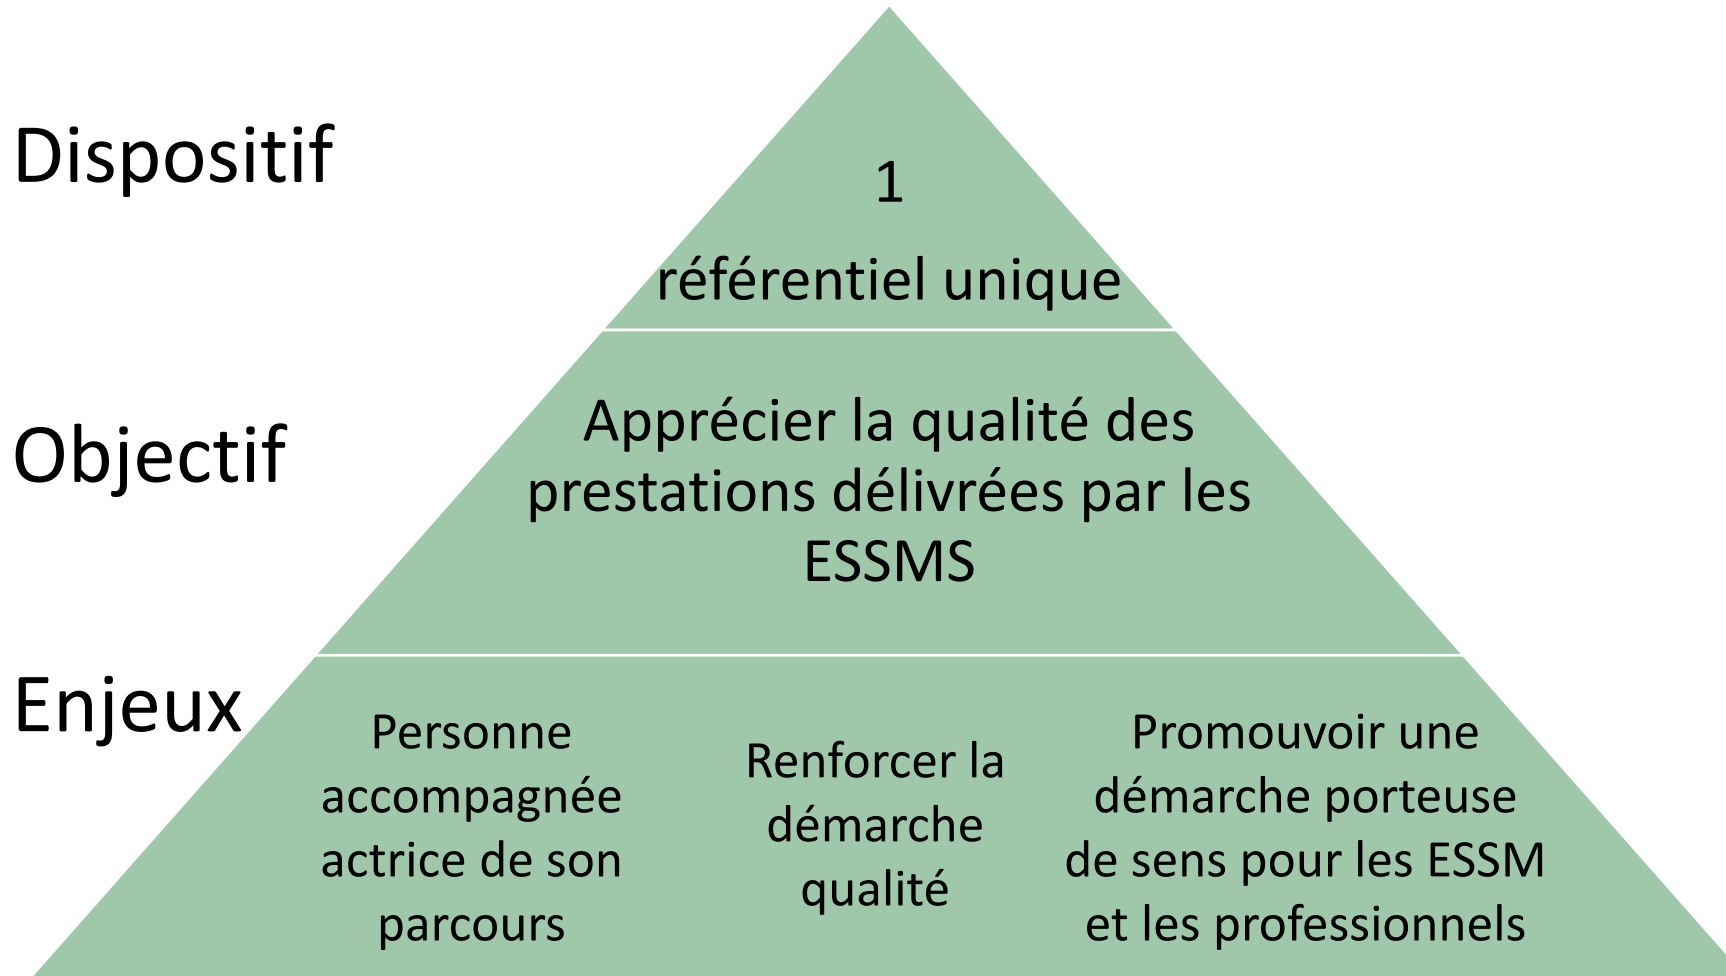 Dispositif
1
référentiel unique
Objectif
Apprécier la qualité des
prestations délivrées par les
ESSMS
Enjeux
Personne
accompagnée
actrice de son
parcours
Renforcer la
démarche
qualité
Promouvoir une
démarche porteuse
de sens pour les ESSM
et les professionnels